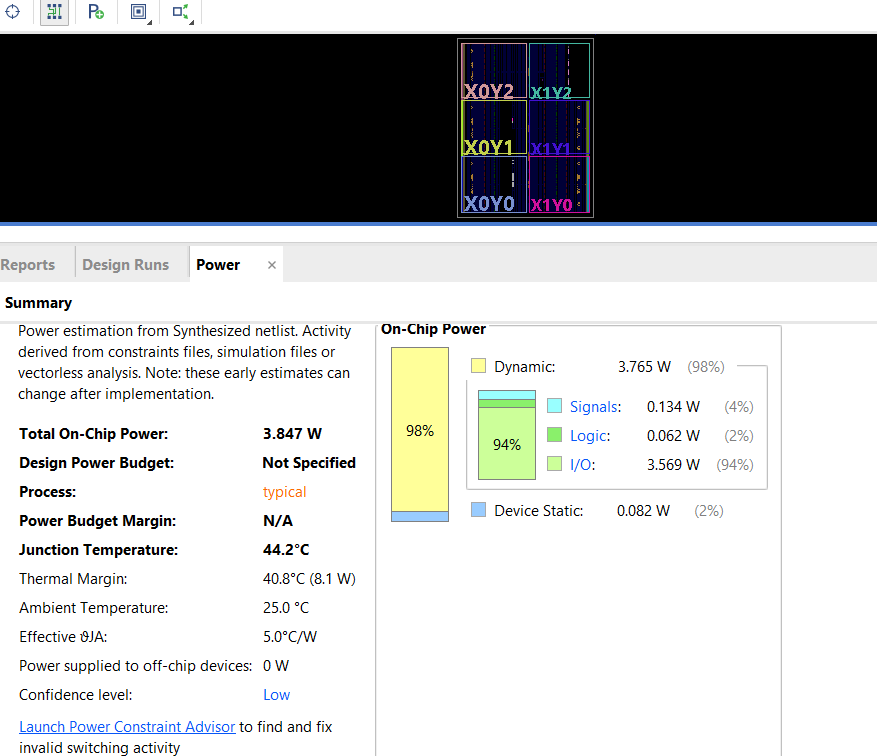 X0Y2 X1Y2
X0Y1 X1Y1
X0Y0 X1Y0
Reports Design Runs Power ×
Summary
Power estimation from Synthesized netlist. Activity
derived from constraints files, simulation files or
vectorless analysis. Note: these early estimates can
change after implementation.
Total On-Chip Power: 3.847 W
Design Power Budget: Not Specified
Process: typical
Power Budget Margin: N/A
Junction Temperature: 44.2°C
Thermal Margin: 40.8°C (8.1 W)
Ambient Temperature: 25.0 °C
Effective ϑJA: 5.0°C/W
Power supplied to off-chip devices: 0 W
Confidence level: Low
Launch Power Constraint Advisor to find and fix
invalid switching activity
On-Chip Power
98%
Dynamic: 3.765 W (98%)
94%
Signals: 0.134 W (4%)
Logic: 0.062 W (2%)
I/O: 3.569 W (94%)
Device Static: 0.082 W (2%)